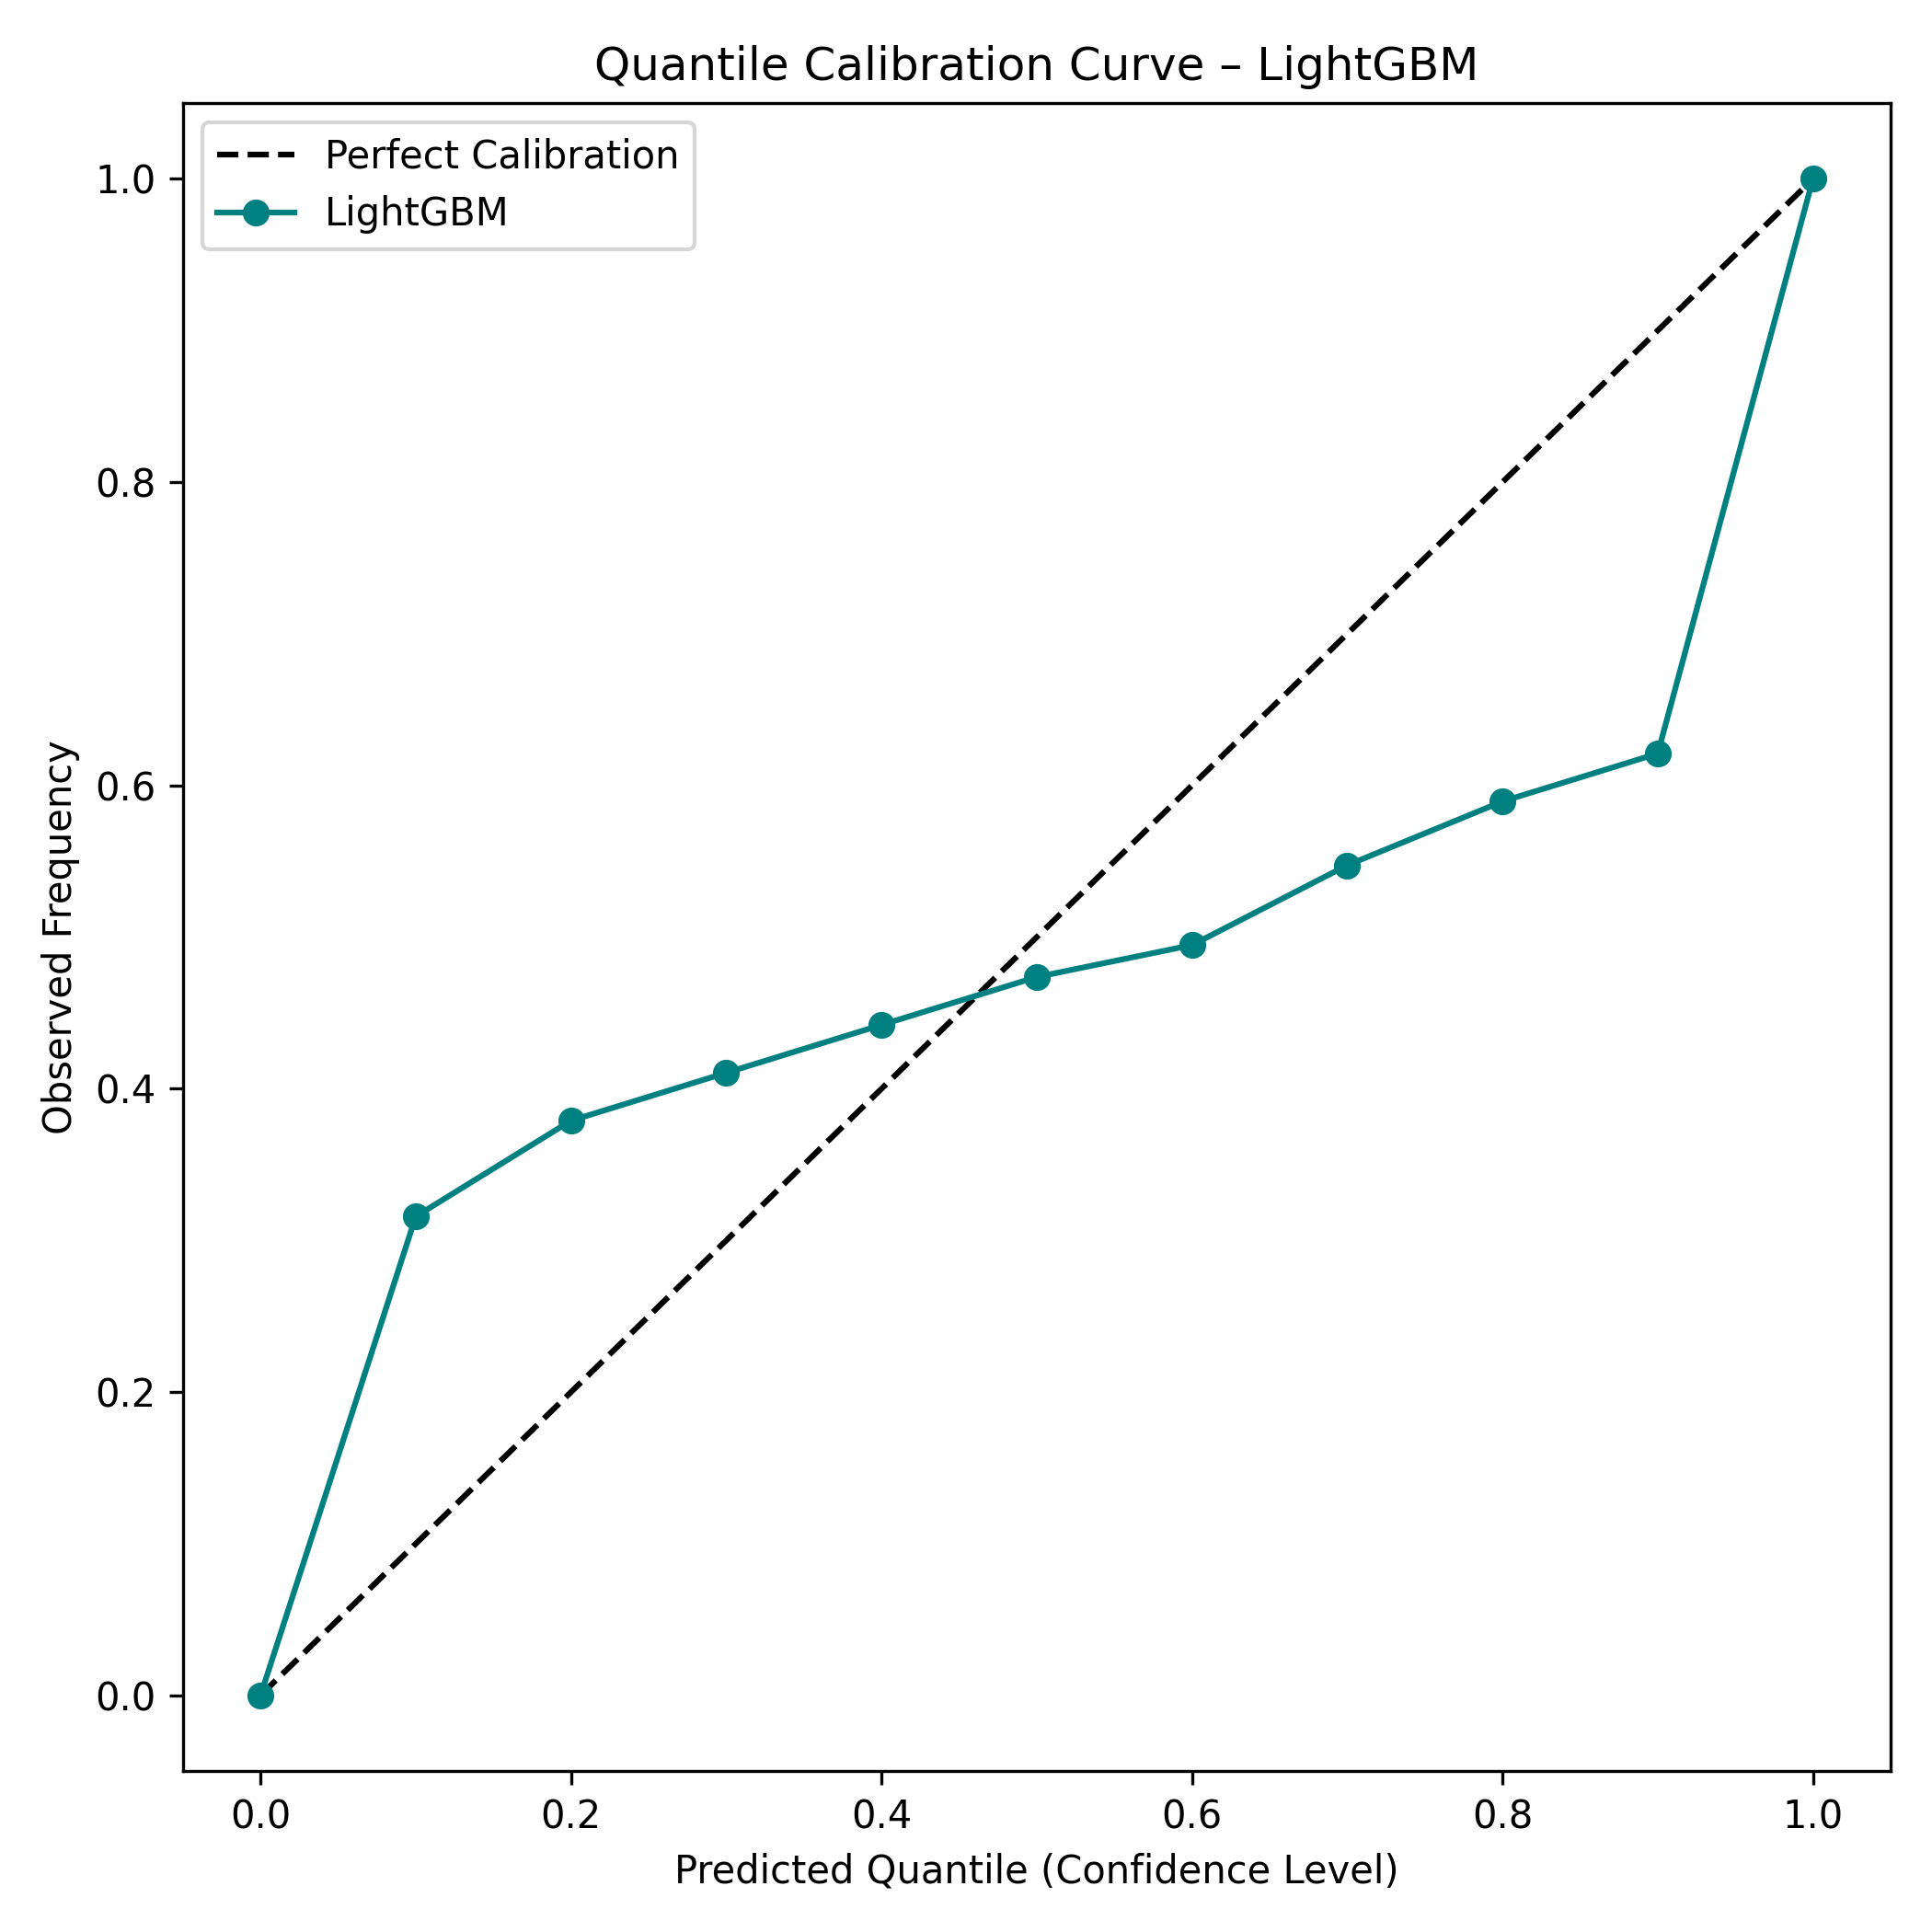 Quantile Calibration Curve – LightGBM
Perfect Calibration
LightGBM
1.0
0.8
0.6
0.4
0.2
0.0
Observed Frequency
0.0 0.2 0.4 0.6 0.8 1.0
Predicted Quantile (Confidence Level)